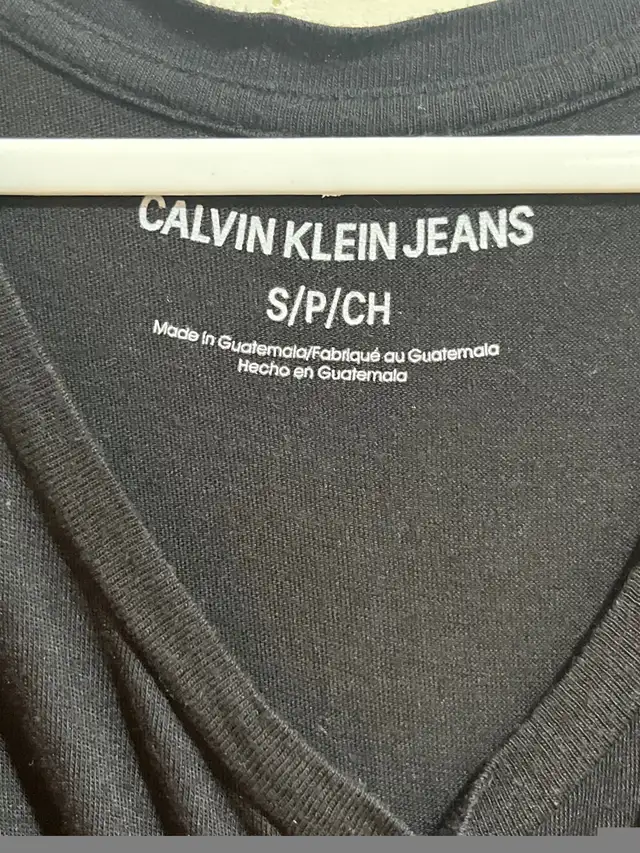 CALVIN KLEIN JEANS
S/P/CH
Made in Guatemala/Fabriqué au Guatemala
Hecho en Guatemala